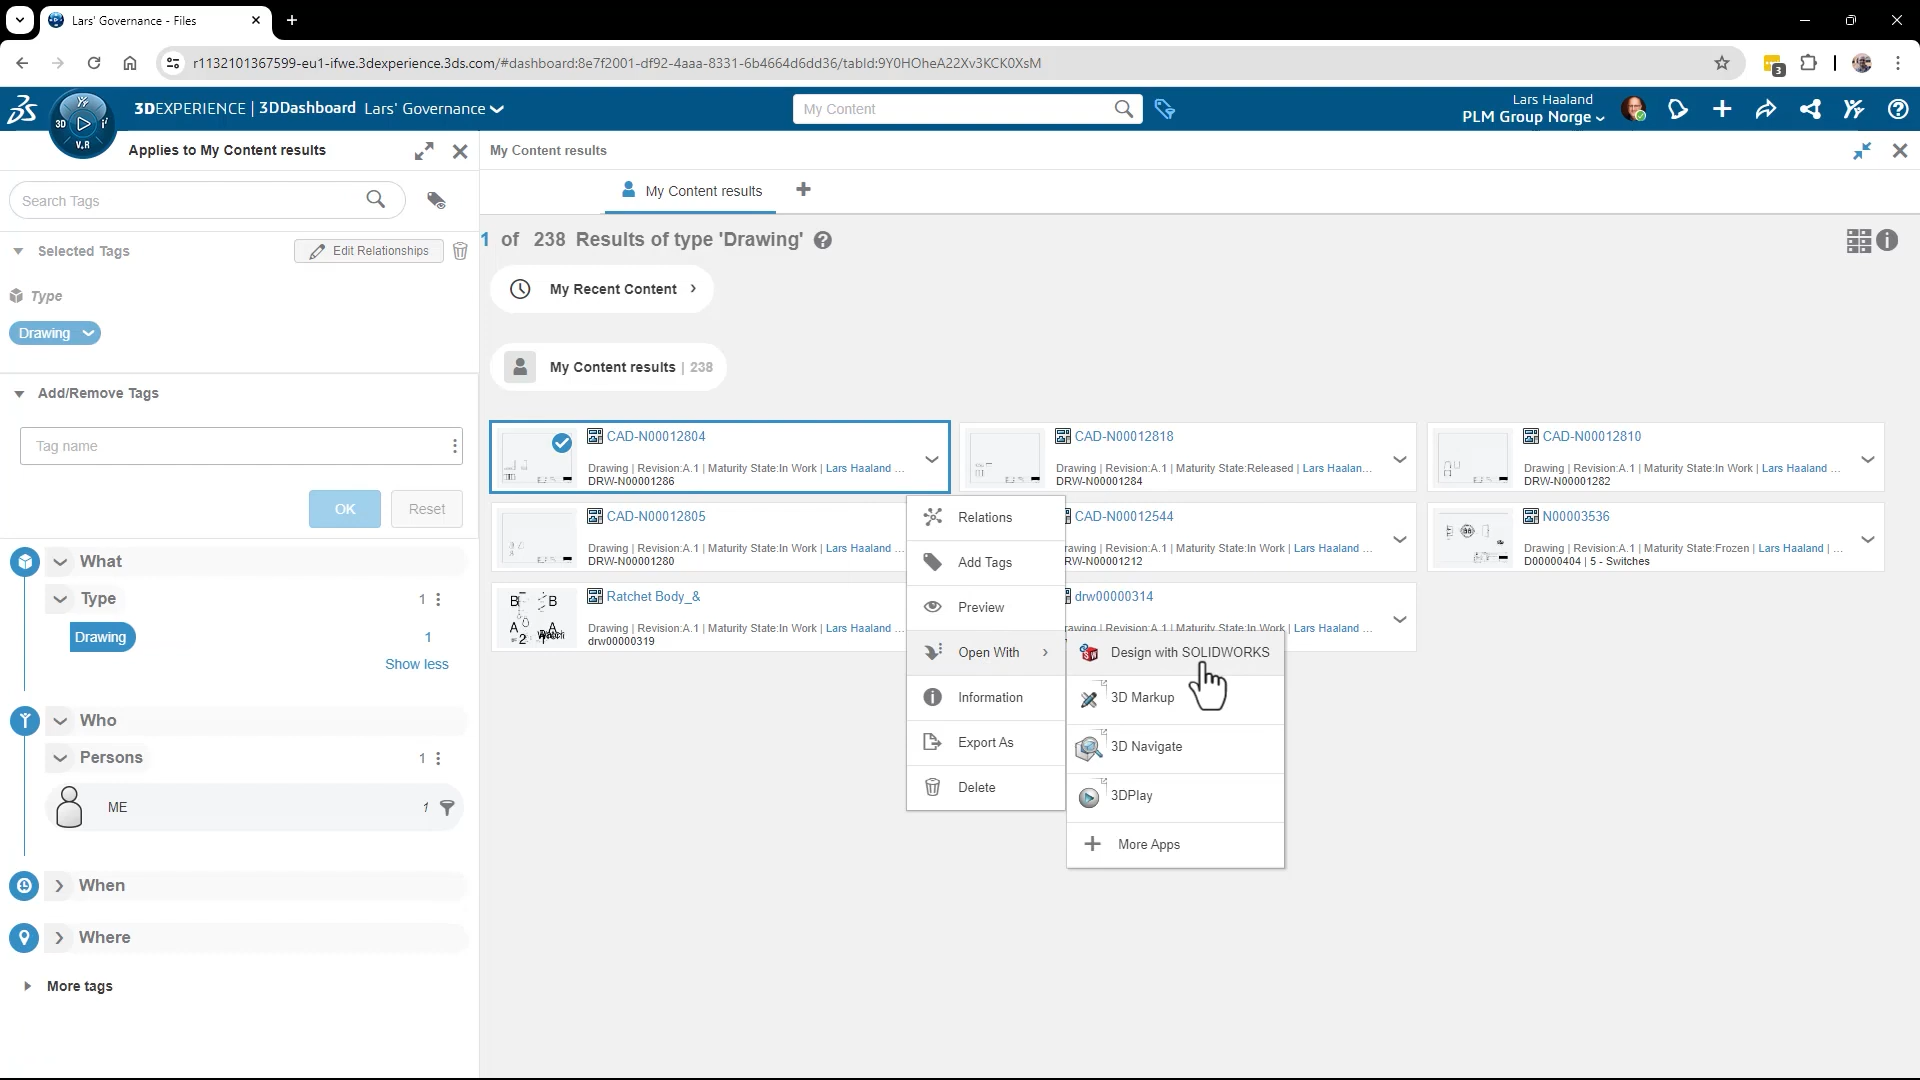 Lars' Governance - Files
r1132101367599-eu1-ifwe.3dexperience.3ds.com/#dashboard:8e7f2001-df92-4aaa-8331-6b4664d6dd36/tabId:9Y0HOheA22Xv3KCK0XsM
3
3DEXPERIENCE | 3DDashboard Lars' Governance
My Content
Lars Haaland
PLM Group Norge
3D
V.R
Applies to My Content results
My Content results
Search Tags
My Content results
Selected Tags
Edit Relationships
1 of 238 Results of type 'Drawing'
Type
My Recent Content
Drawing
My Content results | 238
Add/Remove Tags
Tag name
OK
Reset
CAD-N00012804
Drawing | Revision:A.1 | Maturity State:In Work | Lars Haaland ...
DRW-N00001286
CAD-N00012818
Drawing | Revision:A.1 | Maturity State:Released | Lars Haalan...
DRW-N00001284
CAD-N00012810
Drawing | Revision:A.1 | Maturity State:In Work | Lars Haaland ...
DRW-N00001282
CAD-N00012805
Drawing | Revision:A.1 | Maturity State:In Work | Lars Haaland ...
DRW-N00001280
CAD-N00012544
rawing | Revision:A.1 | Maturity State:In Work | Lars Haaland ...
RW-N00001212
N00003536
Drawing | Revision:A.1 | Maturity State:Frozen | Lars Haaland | ...
D00000404 | 5 - Switches
Ratchet Body_&
Drawing | Revision:A.1 | Maturity State:In Work | Lars Haaland ...
drw00000319
drw00000314
rawing | Revision:A.1 | Maturity State:In Work | Lars Haaland ...
Relations
Add Tags
Preview
Open With
Information
Export As
Delete
Design with SOLIDWORKS
3D Markup
3D Navigate
3DPlay
More Apps
What
Type 1
Drawing 1
Show less
Who
Persons 1
ME 1
When
Where
More tags